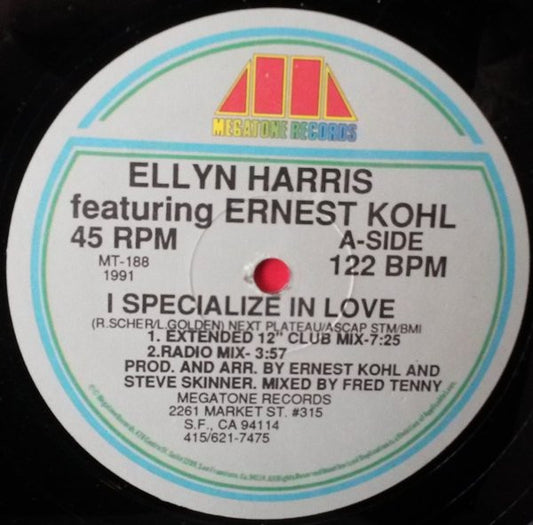 MEGATONE RECORDS
ELLYN HARRIS
featuring ERNEST KOHL
45 RPM A-SIDE
MT-188 122 BPM
1991
I SPECIALIZE IN LOVE
(R.SCHER/L.GOLDEN) NEXT PLATEAU/ASCAP STM/BMI
1. EXTENDED 12" CLUB MIX-7:25
2.RADIO MIX- 3:57
PROD. AND ARR. BY ERNEST KOHL AND
STEVE SKINNER. MIXED BY FRED TENNY
MEGATONE RECORDS
2261 MARKET ST. #315
S.F., CA 94114
415/621-7475